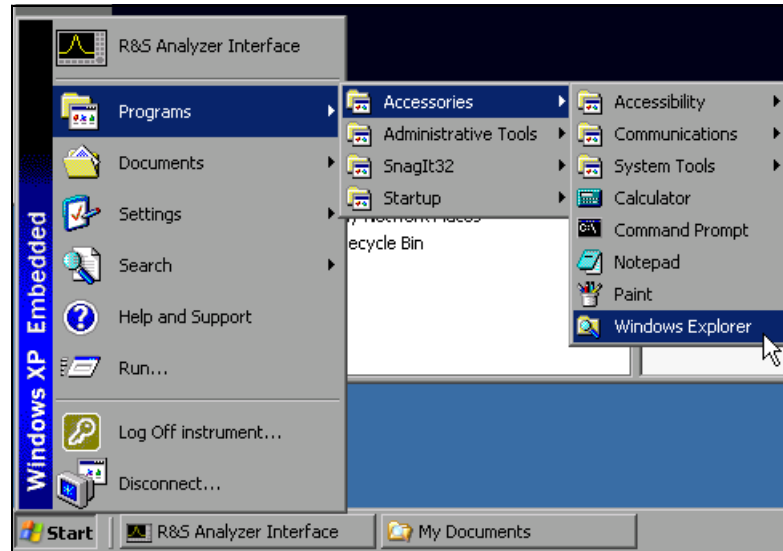 R&S Analyzer Interface
Programs
Documents
Settings
Search
Help and Support
Run...
Log Off instrument...
Disconnect...
Windows XP Embedded
Accessories
Administrative Tools
SnagIt32
Startup
Network Places
ecycle Bin
Accessibility
Communications
System Tools
Calculator
Command Prompt
Notepad
Paint
Windows Explorer
Start
R&S Analyzer Interface
My Documents